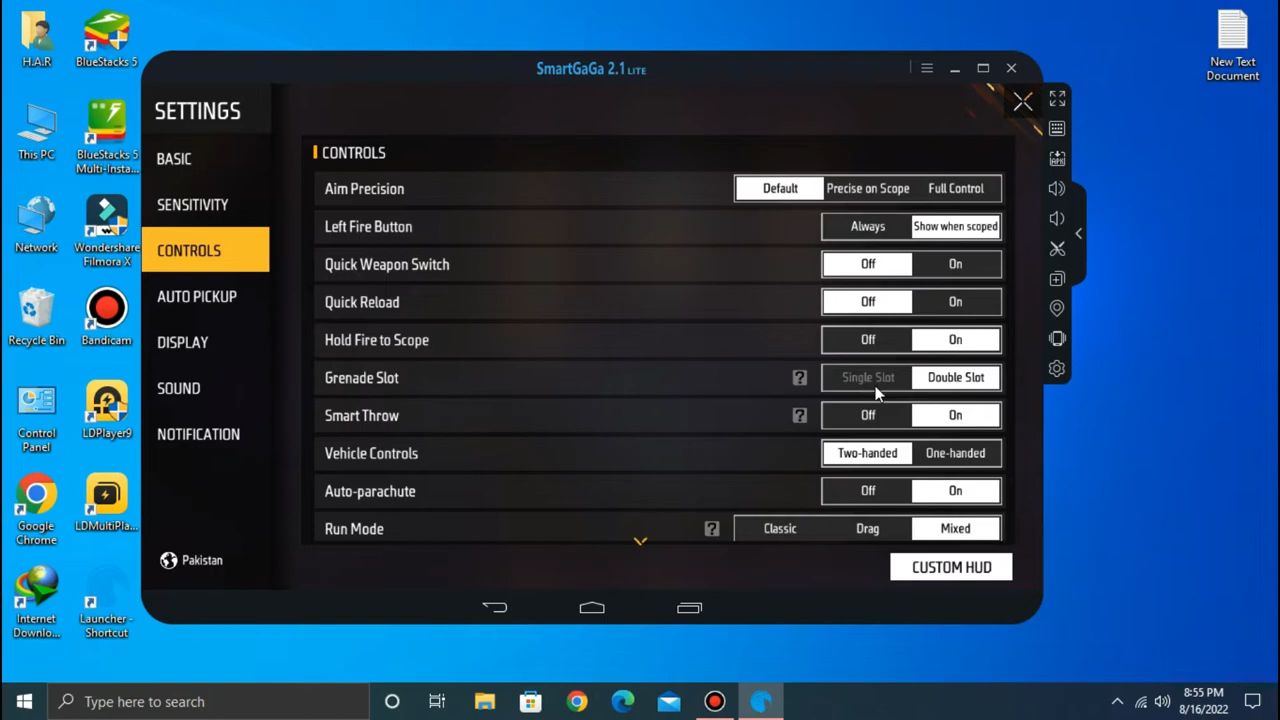 H.A.R
BlueStacks 5
New Text
Document
This PC
BlueStacks 5
Multi-Insta...
Network
Wondershare
Filmora X
Recycle Bin
Bandicam
Control
Panel
LDPlayer9
Google
Chrome
LDMultiPla...
Internet
Downlo...
Launcher -
Shortcut
SmartGaGa 2.1 LITE
SETTINGS
BASIC
SENSITIVITY
CONTROLS
AUTO PICKUP
DISPLAY
SOUND
NOTIFICATION
Pakistan
CONTROLS
Aim Precision Default Precise on Scope Full Control
Left Fire Button Always Show when scoped
Quick Weapon Switch Off On
Quick Reload Off On
Hold Fire to Scope Off On
Grenade Slot ? Single Slot Double Slot
Smart Throw ? Off On
Vehicle Controls Two-handed One-handed
Auto-parachute Off On
Run Mode ? Classic Drag Mixed
CUSTOM HUD
APK
Type here to search
8:55 PM
8/16/2022